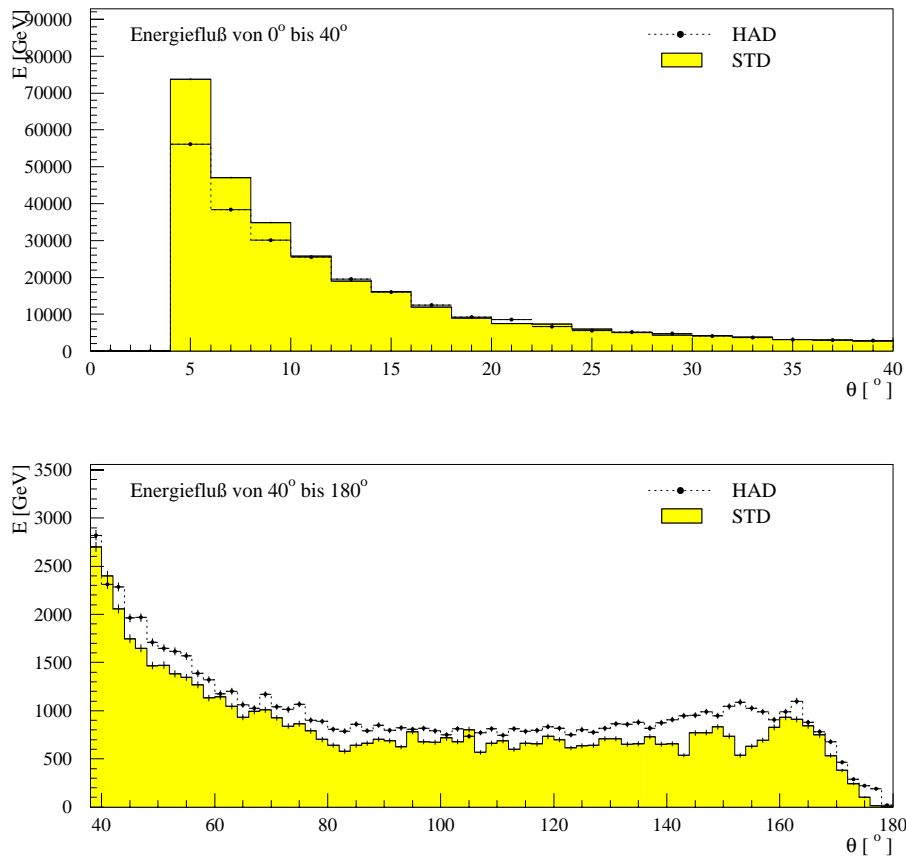 E [GeV]
90000
80000
70000
60000
50000
40000
30000
20000
10000
0
Energiefluß von 0° bis 40°
HAD
STD
0 5 10 15 20 25 30 35 40
θ [ ° ]
E [GeV]
3500
3000
2500
2000
1500
1000
500
0
Energiefluß von 40° bis 180°
HAD
STD
40 60 80 100 120 140 160 180
θ [ ° ]